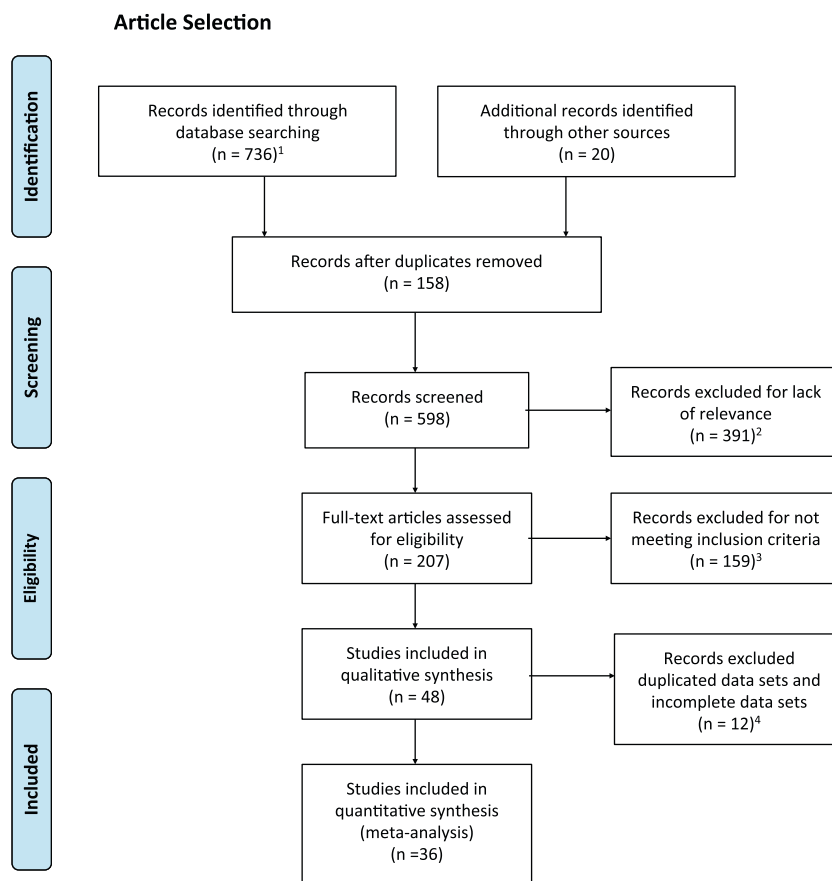 Article Selection
Identification
Records identified through
database searching
(n = 736)¹
Additional records identified
through other sources
(n = 20)
Records after duplicates removed
(n = 158)
Screening
Records screened
(n = 598)
Records excluded for lack
of relevance
(n = 391)²
Eligibility
Full-text articles assessed
for eligibility
(n = 207)
Records excluded for not
meeting inclusion criteria
(n = 159)³
Studies included in
qualitative synthesis
(n = 48)
Records excluded
duplicated data sets and
incomplete data sets
(n = 12)⁴
Included
Studies included in
quantitative synthesis
(meta-analysis)
(n =36)